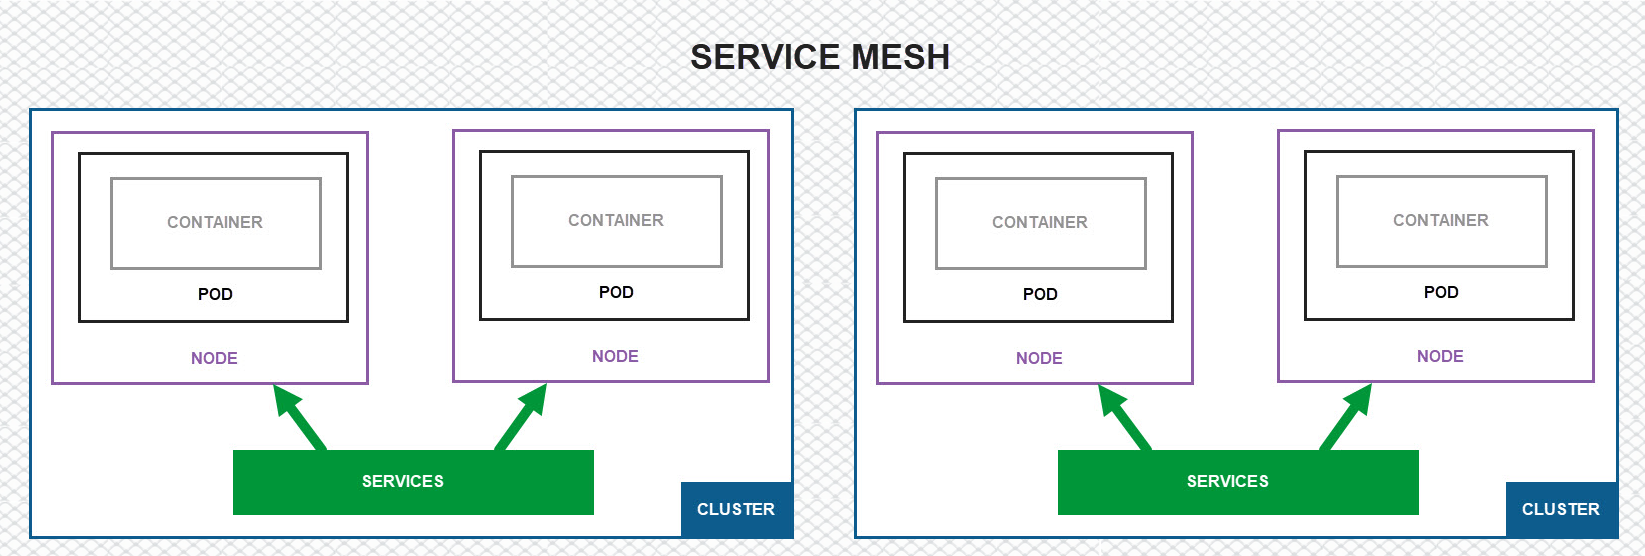 SERVICE MESH
CONTAINER
POD
NODE
CONTAINER
POD
NODE
SERVICES
CLUSTER
CONTAINER
POD
NODE
CONTAINER
POD
NODE
SERVICES
CLUSTER